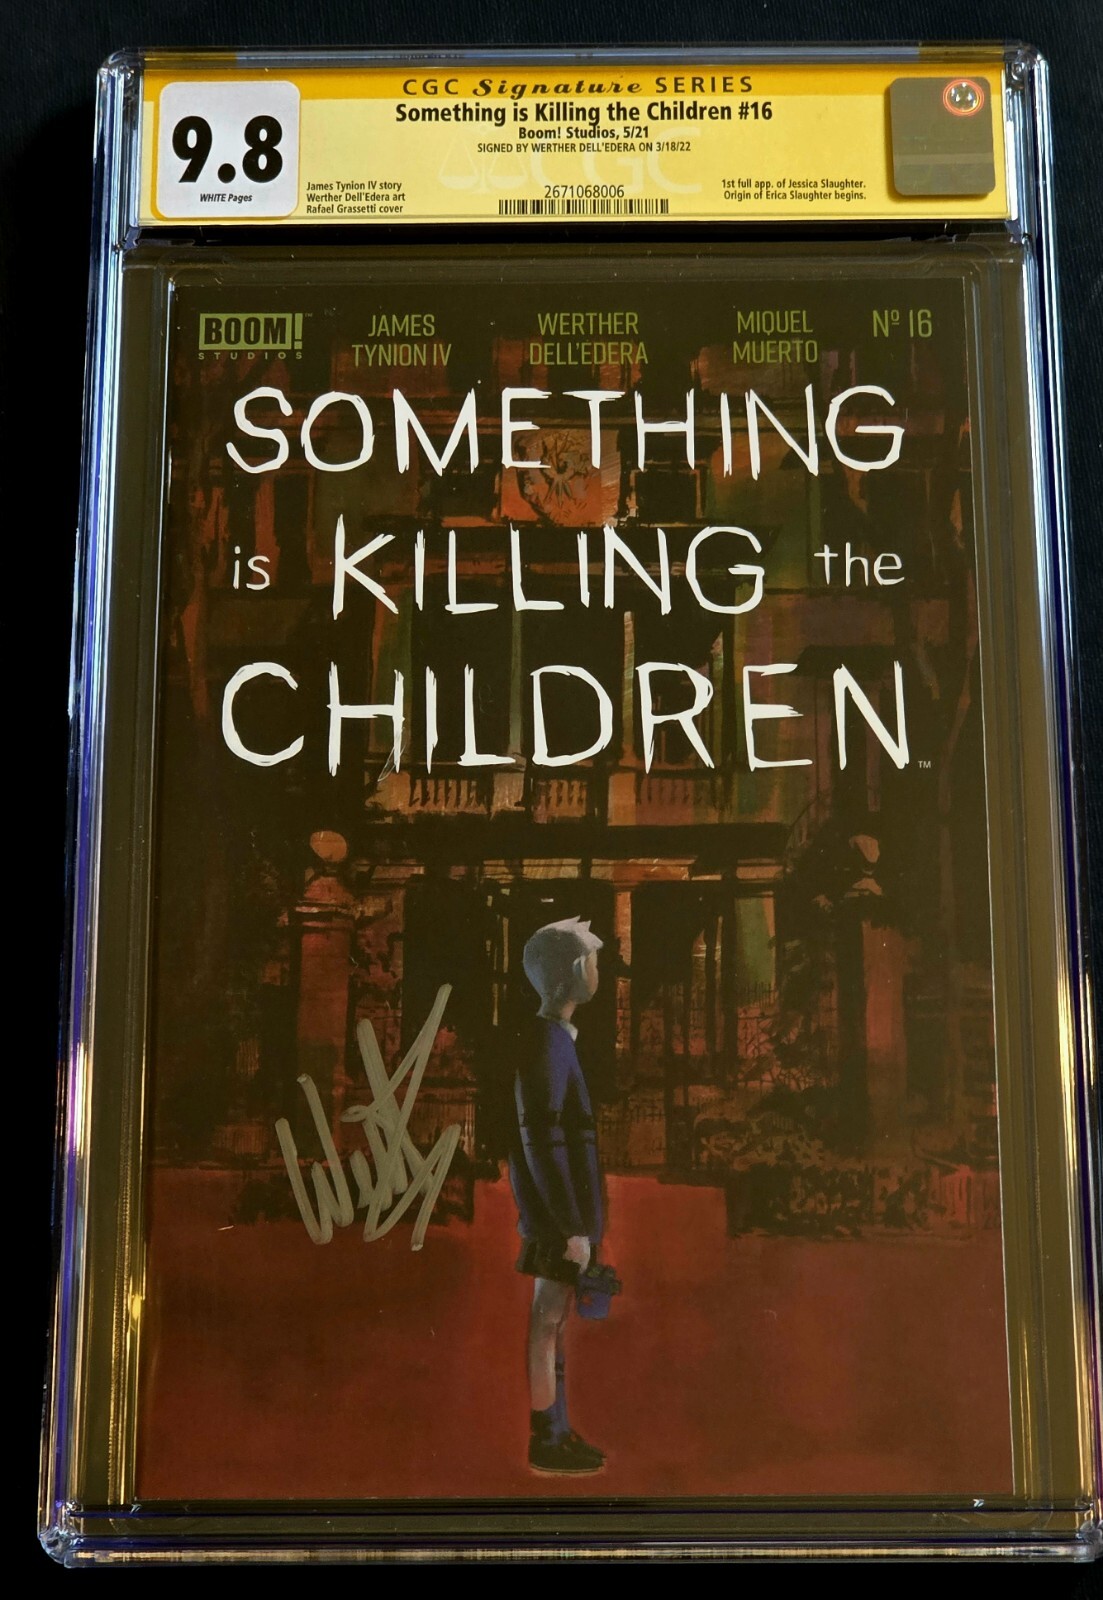 CGC Signature SERIES
Something is Killing the Children #16
Boom! Studios, 5/21
SIGNED BY WERTHER DELL'EDERA ON 3/18/22
9.8
WHITE Pages
James Tynion IV story
Werther Dell'Edera art
Rafael Grassetti cover
2671068006
1st full app. of Jessica Slaughter.
Origin of Erica Slaughter begins.
CGC
BOOM!™
STUDIOS
JAMES
TYNION IV
WERTHER
DELL'EDERA
MIQUEL
MUERTO
Nº 16
SOMETHING
is KILLING the
CHILDREN™